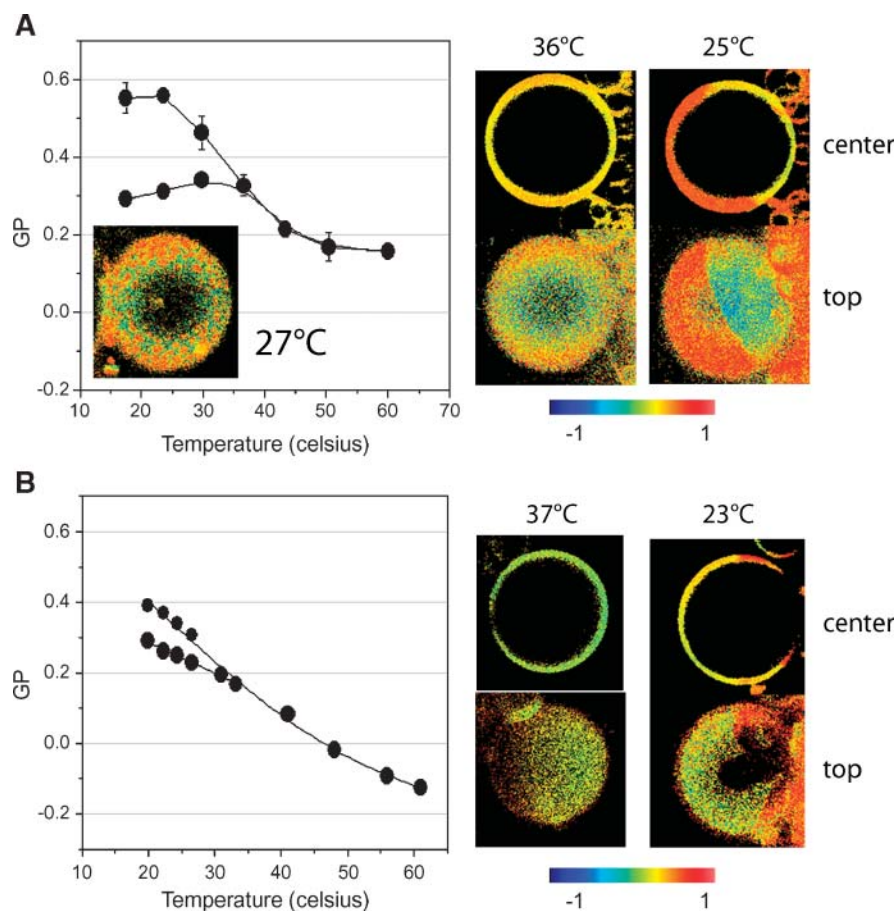 A
0.6
0.4
0.2
0.0
-0.2
GP
10 20 30 40 50 60 70
Temperature (celsius)
27°C
36°C 25°C
center
top
-1 1
B
0.6
0.4
0.2
0.0
-0.2
GP
10 20 30 40 50 60
Temperature (celsius)
37°C 23°C
center
top
-1 1